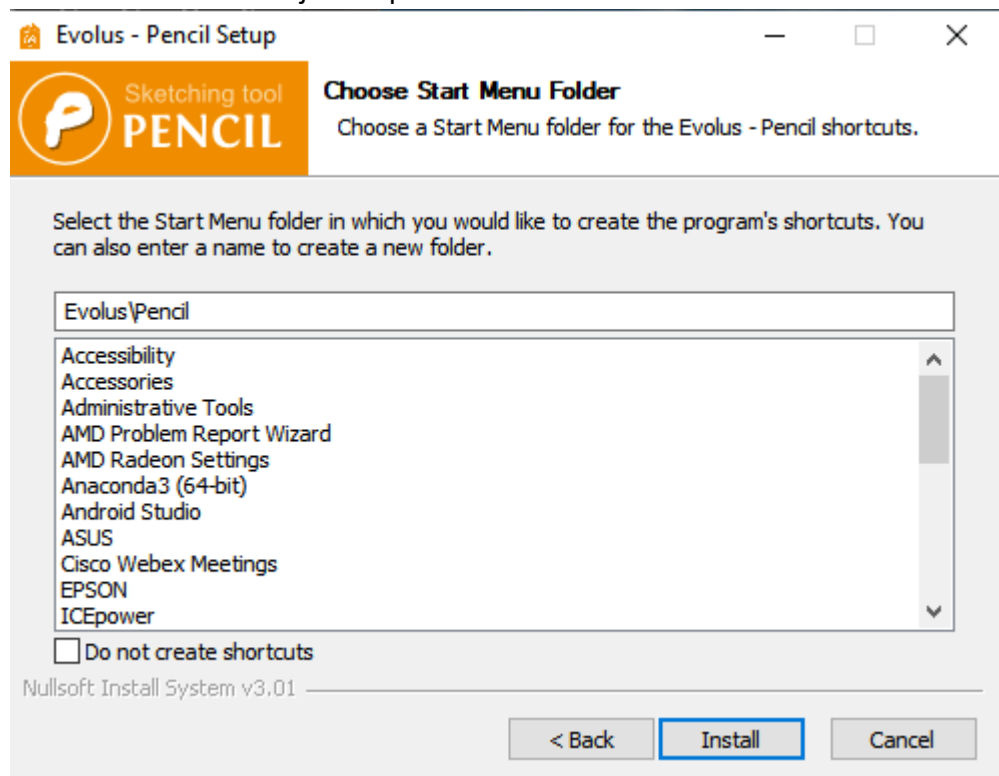 Evolus - Pencil Setup
Sketching tool
PENCIL
Choose Start Menu Folder
Choose a Start Menu folder for the Evolus - Pencil shortcuts.
Select the Start Menu folder in which you would like to create the program's shortcuts. You
can also enter a name to create a new folder.
Evolus\Pencil
Accessibility
Accessories
Administrative Tools
AMD Problem Report Wizard
AMD Radeon Settings
Anaconda3 (64-bit)
Android Studio
ASUS
Cisco Webex Meetings
EPSON
ICEpower
Do not create shortcuts
Nullsoft Install System v3.01
< Back
Install
Cancel